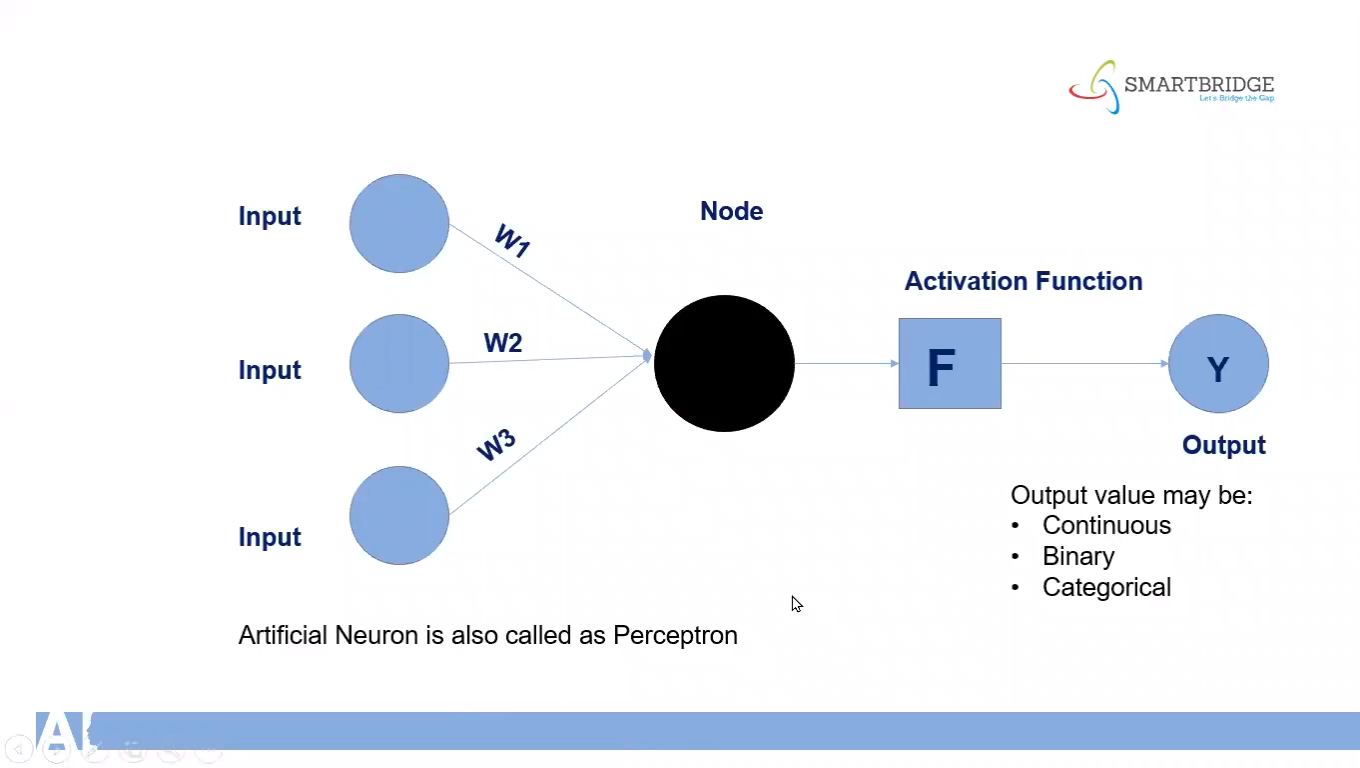 SMARTBRIDGE
Let's Bridge the Gap
Input
W1
Node
Activation Function
W2
Input
F
Y
W3
Output
Input
Output value may be:
• Continuous
• Binary
• Categorical
Artificial Neuron is also called as Perceptron
AI